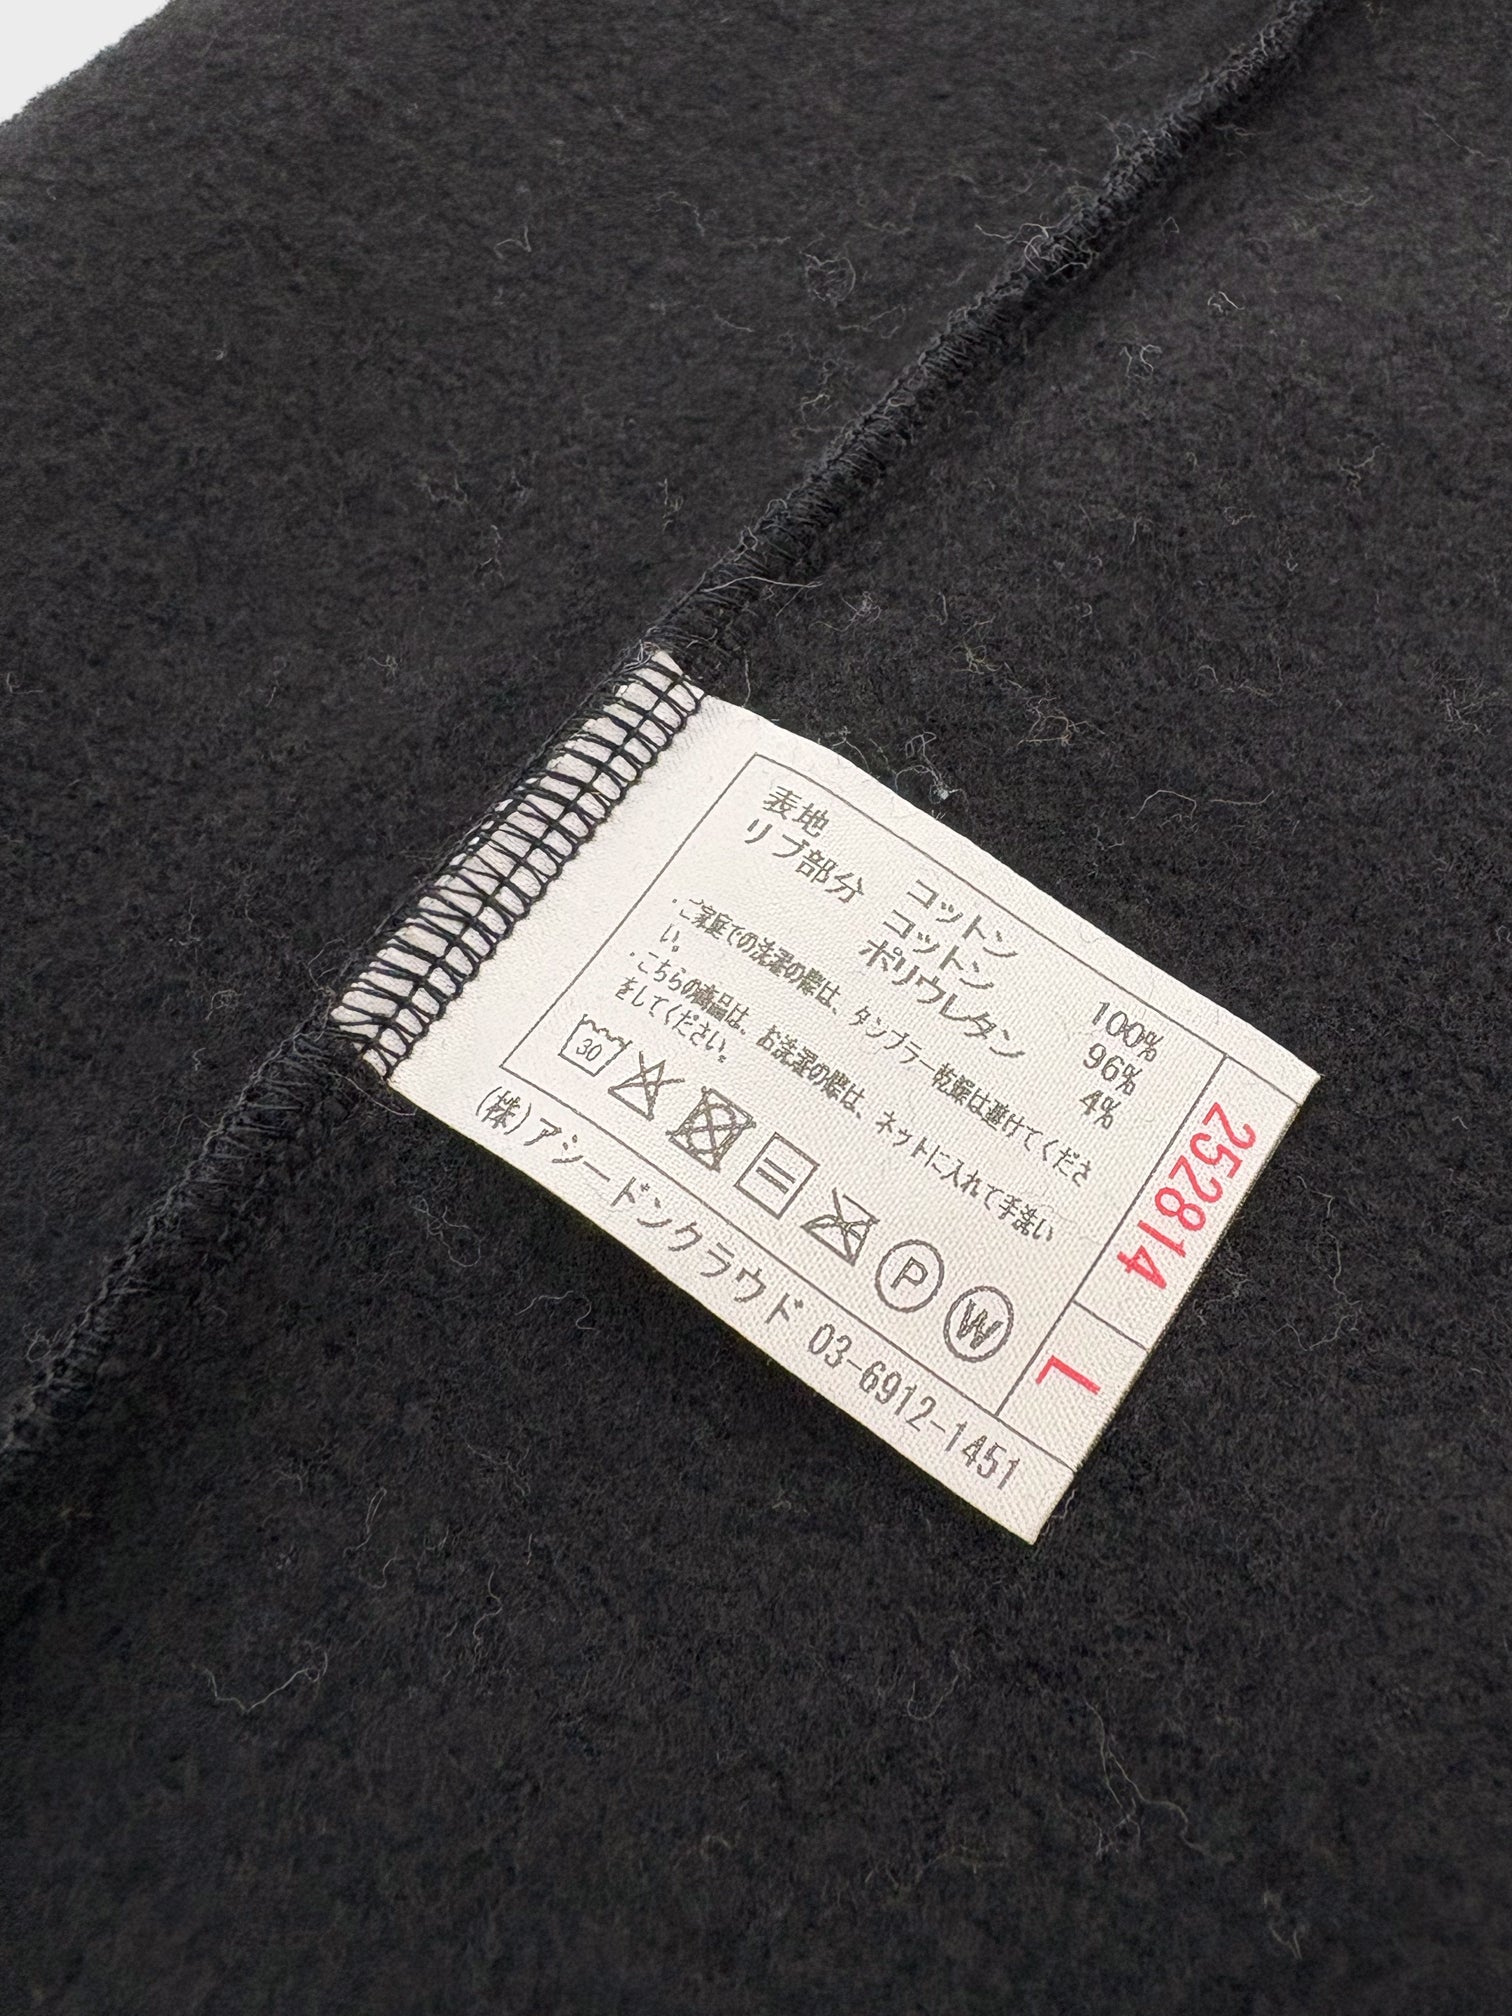 表地 コットン 100%
リブ部分 コットン 96%
ポリウレタン 4%
・ご家庭での洗濯の際は、タンブラー乾燥は避けてくださ
い。
・こちらの商品は、お洗濯の際は、ネットに入れて手洗い
をしてください。
30
P
W
252814
L
(株)アシードンクラウド 03-6912-1451